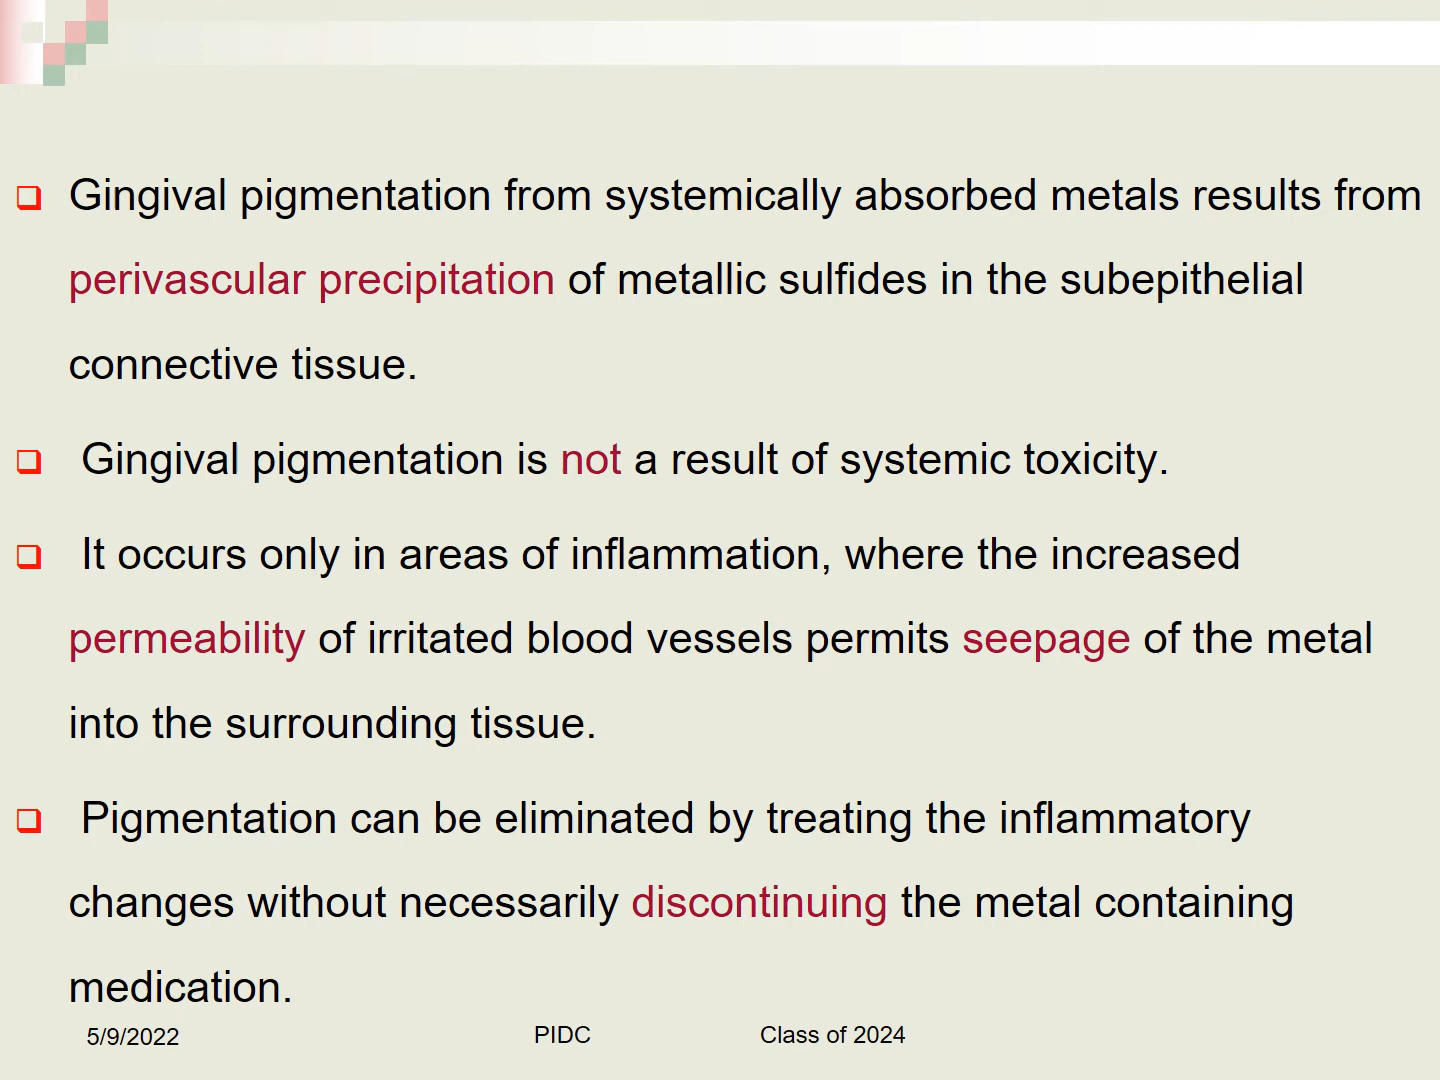 Gingival pigmentation from systemically absorbed metals results from
perivascular precipitation of metallic sulfides in the subepithelial
connective tissue.
Gingival pigmentation is not a result of systemic toxicity.
It occurs only in areas of inflammation, where the increased
permeability of irritated blood vessels permits seepage of the metal
into the surrounding tissue.
Pigmentation can be eliminated by treating the inflammatory
changes without necessarily discontinuing the metal containing
medication.
5/9/2022 PIDC Class of 2024